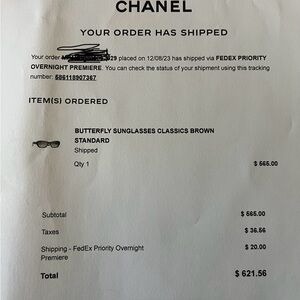 CHANEL
YOUR ORDER HAS SHIPPED
Your order 29 placed on 12/08/23 has shipped via FEDEX PRIORITY
OVERNIGHT PREMIERE. You can check the status of your shipment using this tracking
number: 586118907367
ITEM(S) ORDERED
BUTTERFLY SUNGLASSES CLASSICS BROWN
STANDARD
Shipped
Qty 1 $ 565.00
Subtotal $ 565.00
Taxes $ 36.56
Shipping - FedEx Priority Overnight $ 20.00
Premiere
Total $ 621.56